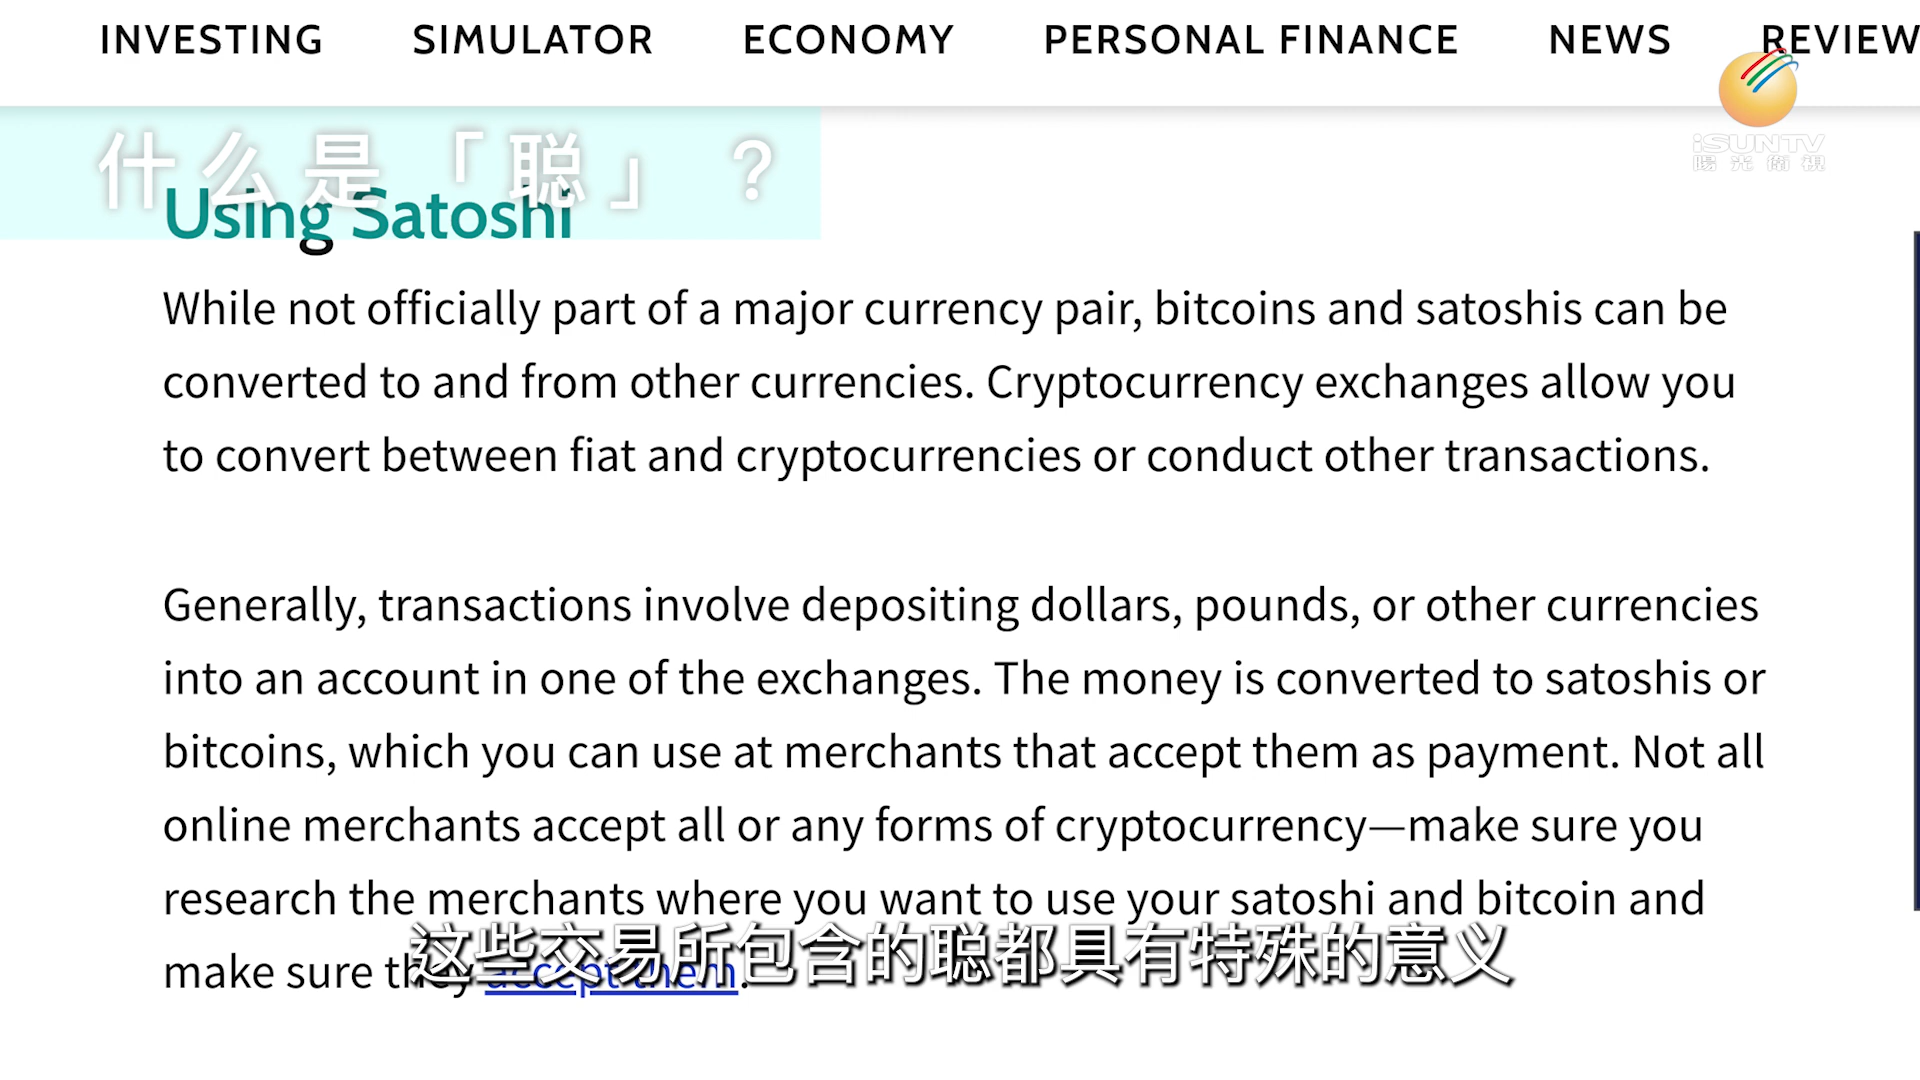 INVESTING SIMULATOR ECONOMY PERSONAL FINANCE NEWS REVIEW
iSUNTV
陽光衛視
什么是「聪」？
Using Satoshi
While not officially part of a major currency pair, bitcoins and satoshis can be
converted to and from other currencies. Cryptocurrency exchanges allow you
to convert between fiat and cryptocurrencies or conduct other transactions.
Generally, transactions involve depositing dollars, pounds, or other currencies
into an account in one of the exchanges. The money is converted to satoshis or
bitcoins, which you can use at merchants that accept them as payment. Not all
online merchants accept all or any forms of cryptocurrency—make sure you
research the merchants where you want to use your satoshi and bitcoin and
make sure they accept them.
这些交易所包含的聪都具有特殊的意义